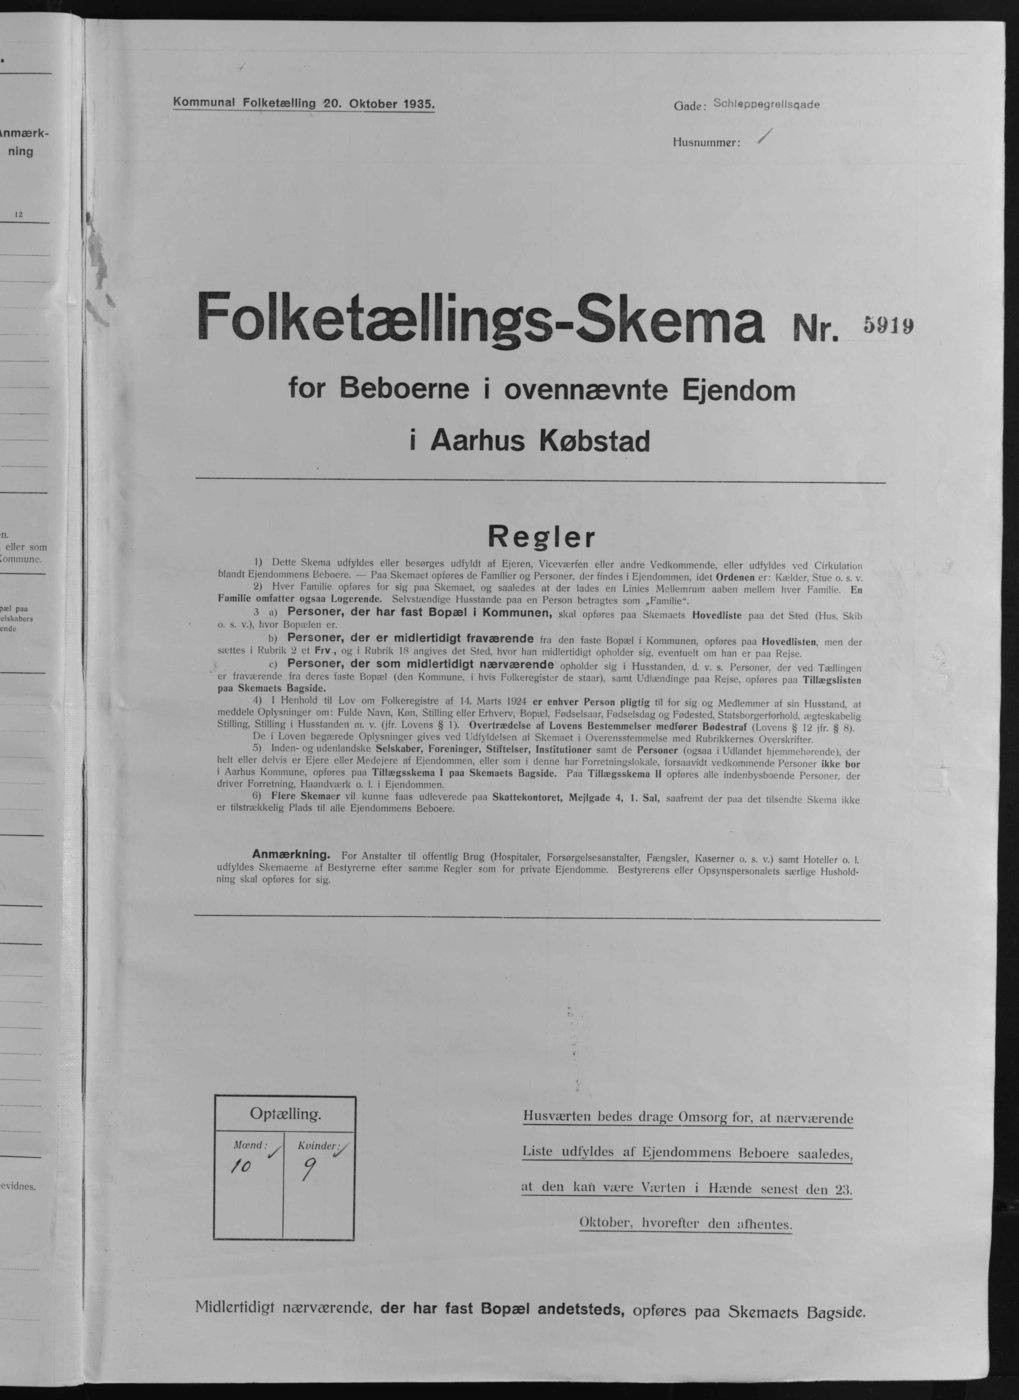 Anmærk-
ning
12
en.
eller som
Kommune.
pæl paa
elskabers
ende
evidnes.
Kommunal Folketælling 20. Oktober 1935.
Gade: Schleppegrellsgade
Husnummer: 1
Folketællings-Skema Nr. 5919
for Beboerne i ovennævnte Ejendom
i Aarhus Købstad
Regler
1) Dette Skema udfyldes eller besørges udfyldt af Ejeren, Viceværten eller andre Vedkommende, eller udfyldes ved Cirkulation
blandt Ejendommens Beboere. — Paa Skemaet opføres de Familier og Personer, der findes i Ejendommen, idet Ordenen er: Kælder, Stue o. s. v.
2) Hver Familie opføres for sig paa Skemaet, og saaledes at der lades en Linies Mellemrum aaben mellem hver Familie. En
Familie omfatter ogsaa Logerende. Selvstændige Husstande paa en Person betragtes som „Familie“.
3 a) Personer, der har fast Bopæl i Kommunen, skal opføres paa Skemaets Hovedliste paa det Sted (Hus, Skib
o. s. v.), hvor Bopælen er.
b) Personer, der er midlertidigt fraværende fra den faste Bopæl i Kommunen, opføres paa Hovedlisten, men der
sættes i Rubrik 2 et Frv., og i Rubrik 18 angives det Sted, hvor han midlertidigt opholder sig, eventuelt om han er paa Rejse.
c) Personer, der som midlertidigt nærværende opholder sig i Husstanden, d. v. s. Personer, der ved Tællingen
er fraværende fra deres faste Bopæl (den Kommune, i hvis Folkeregister de staar), samt Udlændinge paa Rejse, opføres paa Tillægslisten
paa Skemaets Bagside.
4) I Henhold til Lov om Folkeregistre af 14. Marts 1924 er enhver Person pligtig til for sig og Medlemmer af sin Husstand, at
meddele Oplysninger om: Fulde Navn, Køn, Stilling eller Erhverv, Bopæl, Fødselsaar, Fødselsdag og Fødested, Statsborgerforhold, ægteskabelig
Stilling, Stilling i Husstanden m. v. (jfr. Lovens § 1). Overtrædelse af Lovens Bestemmelser medfører Bødestraf (Lovens § 12 jfr. § 8).
De i Loven begærede Oplysninger gives ved Udfyldelsen af Skemaet i Overensstemmelse med Rubrikkernes Overskrifter.
5) Inden- og udenlandske Selskaber, Foreninger, Stiftelser, Institutioner samt de Personer (ogsaa i Udlandet hjemmehørende), der
helt eller delvis er Ejere eller Medejere af Ejendommen, eller som i denne har Forretningslokale, forsaavidt vedkommende Personer ikke bor
i Aarhus Kommune, opføres paa Tillægsskema I paa Skemaets Bagside. Paa Tillægsskema II opføres alle indenbysboende Personer, der
driver Forretning, Haandværk o. l. i Ejendommen.
6) Flere Skemaer vil kunne faas udleverede paa Skattekontoret, Mejlgade 4, 1. Sal, saafremt der paa det tilsendte Skema ikke
er tilstrækkelig Plads til alle Ejendommens Beboere.
Anmærkning. For Anstalter til offentlig Brug (Hospitaler, Forsørgelsesanstalter, Fængsler, Kaserner o. s. v.) samt Hoteller o. l.
udfyldes Skemaerne af Bestyrerne efter samme Regler som for private Ejendomme. Bestyrerens eller Opsynspersonalets særlige Hushold-
ning skal opføres for sig.
Optælling.
Mænd: Kvinder:
10 9
Husværten bedes drage Omsorg for, at nærværende
Liste udfyldes af Ejendommens Beboere saaledes,
at den kan være Værten i Hænde senest den 23.
Oktober, hvorefter den afhentes.
Midlertidigt nærværende, der har fast Bopæl andetsteds, opføres paa Skemaets Bagside.